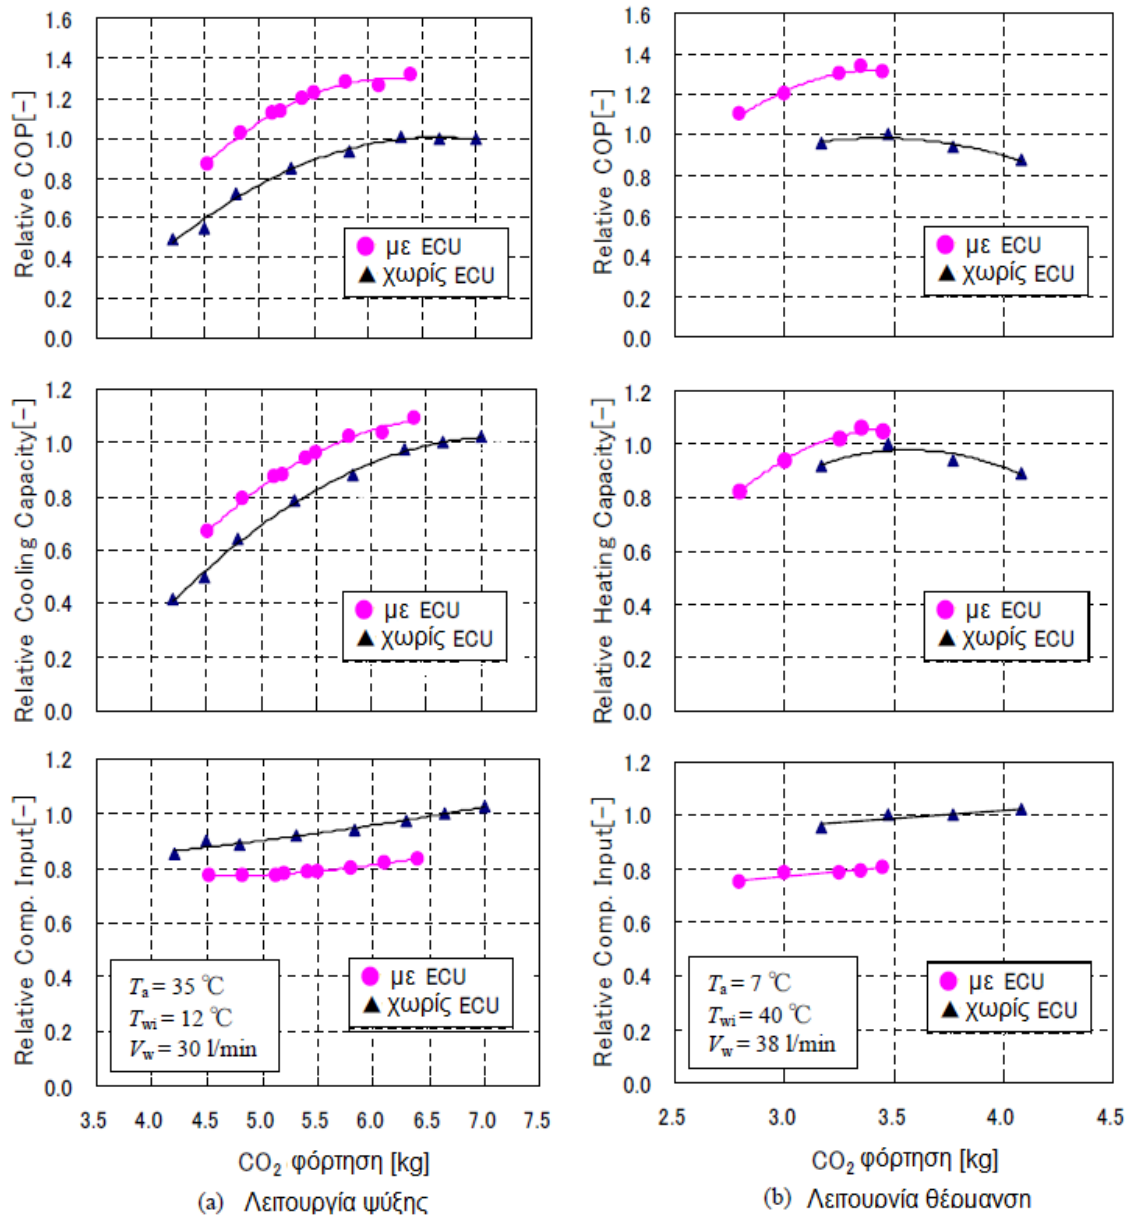 Relative COP[-]
1.6
1.4
1.2
1.0
0.8
0.6
0.4
0.2
0.0
με ECU
χωρίς ECU
Relative COP[-]
1.6
1.4
1.2
1.0
0.8
0.6
0.4
0.2
0.0
με ECU
χωρίς ECU
Relative Cooling Capacity[-]
1.2
1.0
0.8
0.6
0.4
0.2
0.0
με ECU
χωρίς ECU
Relative Heating Capacity[-]
1.2
1.0
0.8
0.6
0.4
0.2
0.0
με ECU
χωρίς ECU
Relative Comp. Input[-]
1.2
1.0
0.8
0.6
0.4
0.2
0.0
Ta = 35 ℃
Twi = 12 ℃
Vw = 30 l/min
με ECU
χωρίς ECU
3.5 4.0 4.5 5.0 5.5 6.0 6.5 7.0 7.5
CO2 φόρτηση [kg]
(a) Λειτουργία ψύξης
Relative Comp. Input[-]
1.2
1.0
0.8
0.6
0.4
0.2
0.0
Ta = 7 ℃
Twi = 40 ℃
Vw = 38 l/min
με ECU
χωρίς ECU
2.5 3.0 3.5 4.0 4.5
CO2 φόρτηση [kg]
(b) Λειτουργία θέρμανση